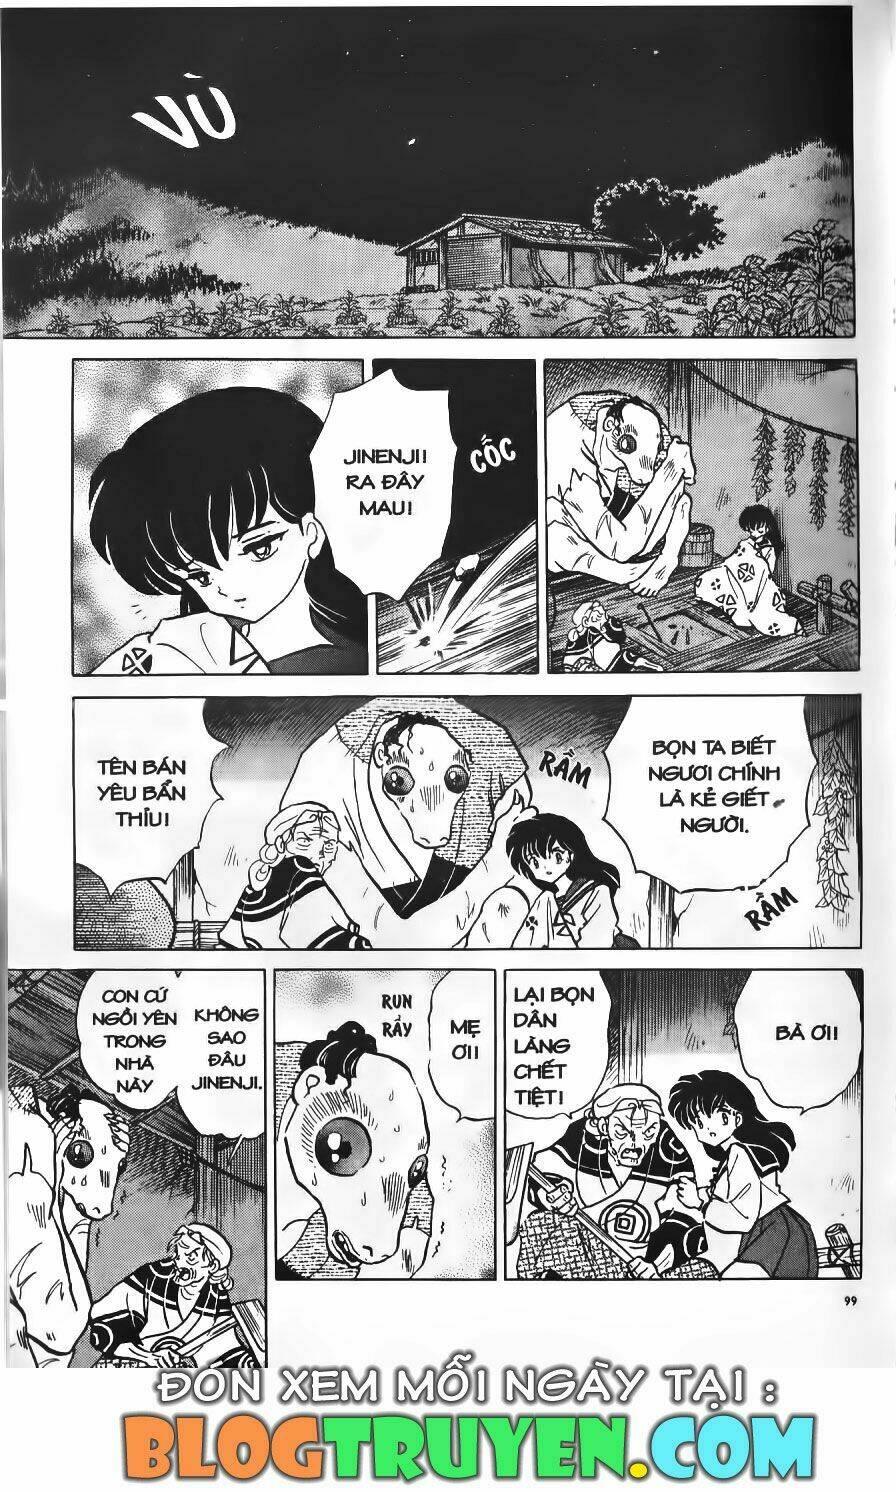 VÙ
CỐC
JINENJI!
RA ĐÂY
MAU!
BỌN TA BIẾT
NGƯƠI CHÍNH
LÀ KẺ GIẾT
NGƯỜI.
RẦM
RẦM
TÊN BÁN
YÊU BẨN
THỈU!
BÀ ƠI!
LẠI BỌN
DÂN
LÀNG
CHẾT
TIỆT!
MẸ
ƠI!
RUN
RẨY
KHÔNG
SAO
ĐÂU
JINENJI.
CON CỨ
NGỒI YÊN
TRONG
NHÀ
NÀY
99
ĐÓN XEM MỖI NGÀY TẠI :
BLOGTRUYEN.COM